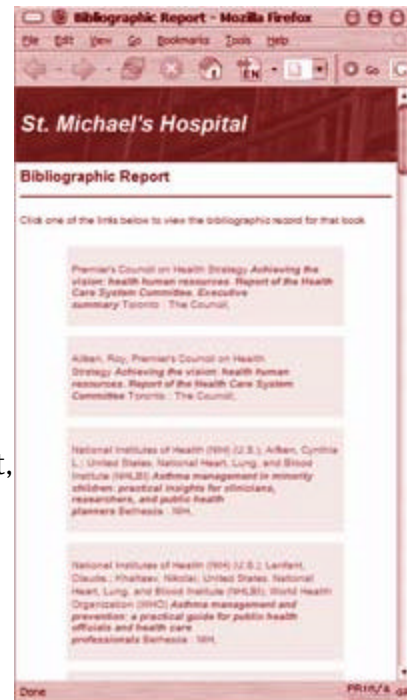 Bibliographic Report - Mozilla Firefox
File Edit View Go Bookmarks Tools Help
EN Go
St. Michael's Hospital
Bibliographic Report
Click one of the links below to view the bibliographic record for that book
Premier's Council on Health Strategy Achieving the
vision: health human resources. Report of the Health
Care System Committee. Executive
summary Toronto : The Council,
Aitken, Roy, Premier's Council on Health
Strategy Achieving the vision: health human
resources. Report of the Health Care System
Committee Toronto : The Council,
t,
National Institutes of Health (NIH) (U.S.); Aitken, Cynthia
L.; United States. National Heart, Lung, and Blood
Institute (NHLBI) Asthma management in minority
children: practical insights for clinicians,
researchers, and public health
planners Bethesda : NIH,
National Institutes of Health (NIH) (U.S.); Lenfant,
Claude.; Khaltaev, Nikolai; United States. National
Heart, Lung, and Blood Institute (NHLBI); World Health
Organization (WHO) Asthma management and
prevention: a practical guide for public health
officials and health care
professionals Bethesda : NIH,
Done